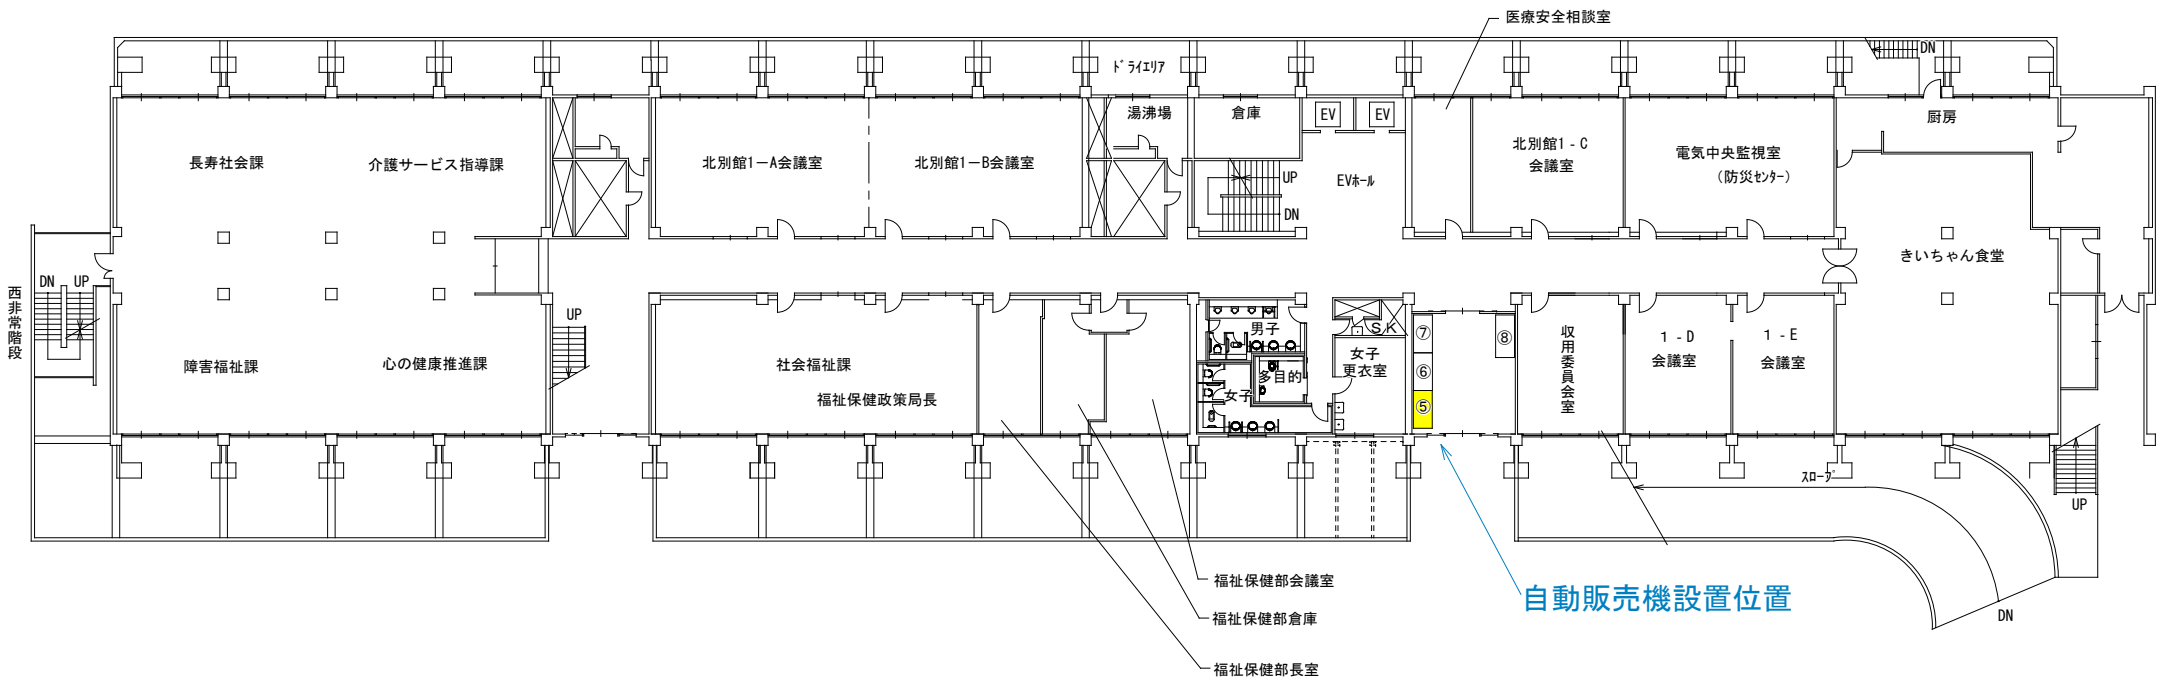 医療安全相談室
DN
ﾄﾞﾗｲｴﾘｱ
湯沸場
倉庫
EV
EV
厨房
長寿社会課
介護サービス指導課
北別館1－A会議室
北別館1－B会議室
北別館1‐C
会議室
電気中央監視室
（防災ｾﾝﾀｰ）
UP
EVﾎｰﾙ
DN
きいちゃん食堂
西非常階段
DN
UP
UP
男子
SK
⑦
⑧
⑥
⑤
女子
更衣室
多目的
女子
収用委員会室
1‐D
会議室
1‐E
会議室
障害福祉課
心の健康推進課
社会福祉課
福祉保健政策局長
ｽﾛｰﾌﾟ
UP
福祉保健部会議室
自動販売機設置位置
福祉保健部倉庫
DN
福祉保健部長室